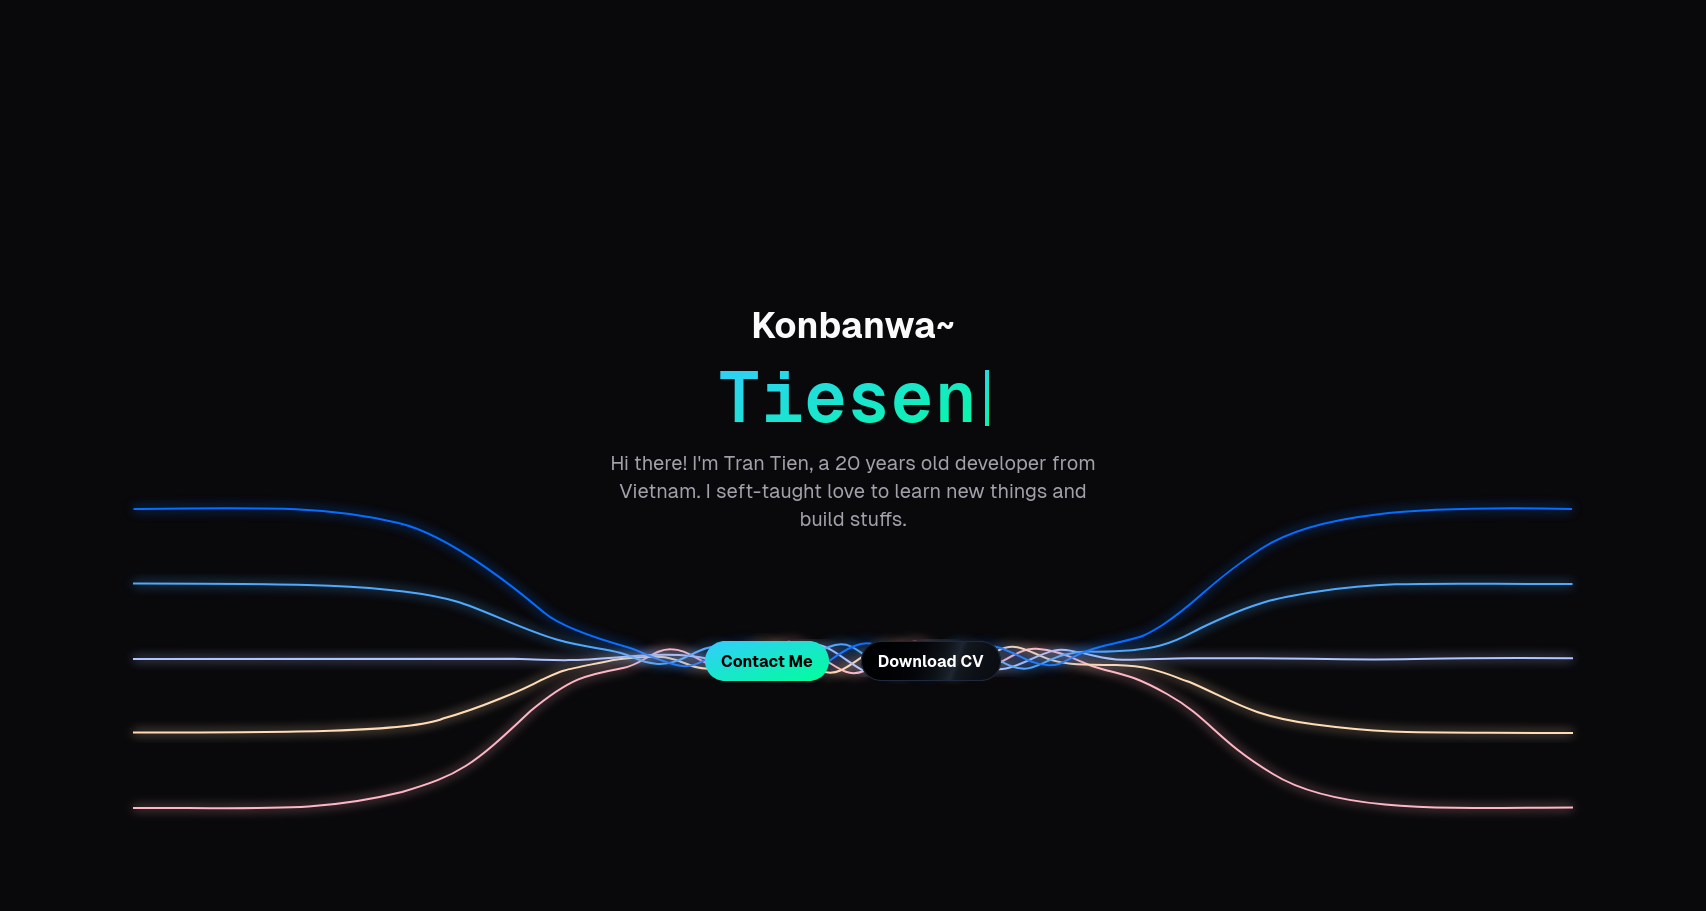 Konbanwa~
Tiesen
Hi there! I'm Tran Tien, a 20 years old developer from
Vietnam. I seft-taught love to learn new things and
build stuffs.
Contact Me
Download CV